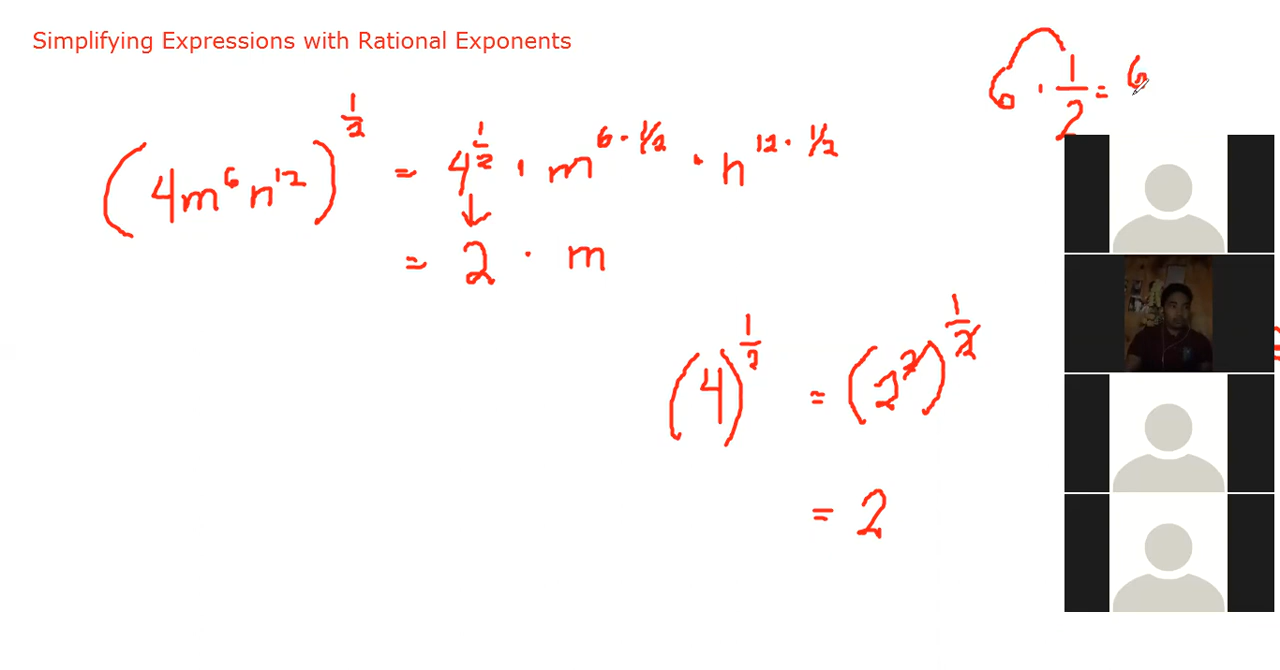 Simplifying Expressions with Rational Exponents
6 · 1/2 = 6
(4m⁶n¹²)^(1/2) = 4^(1/2) · m^(6 · 1/2) · n^(12 · 1/2)
= 2 · m
(4)^(1/2) = (2²)^(1/2)
= 2